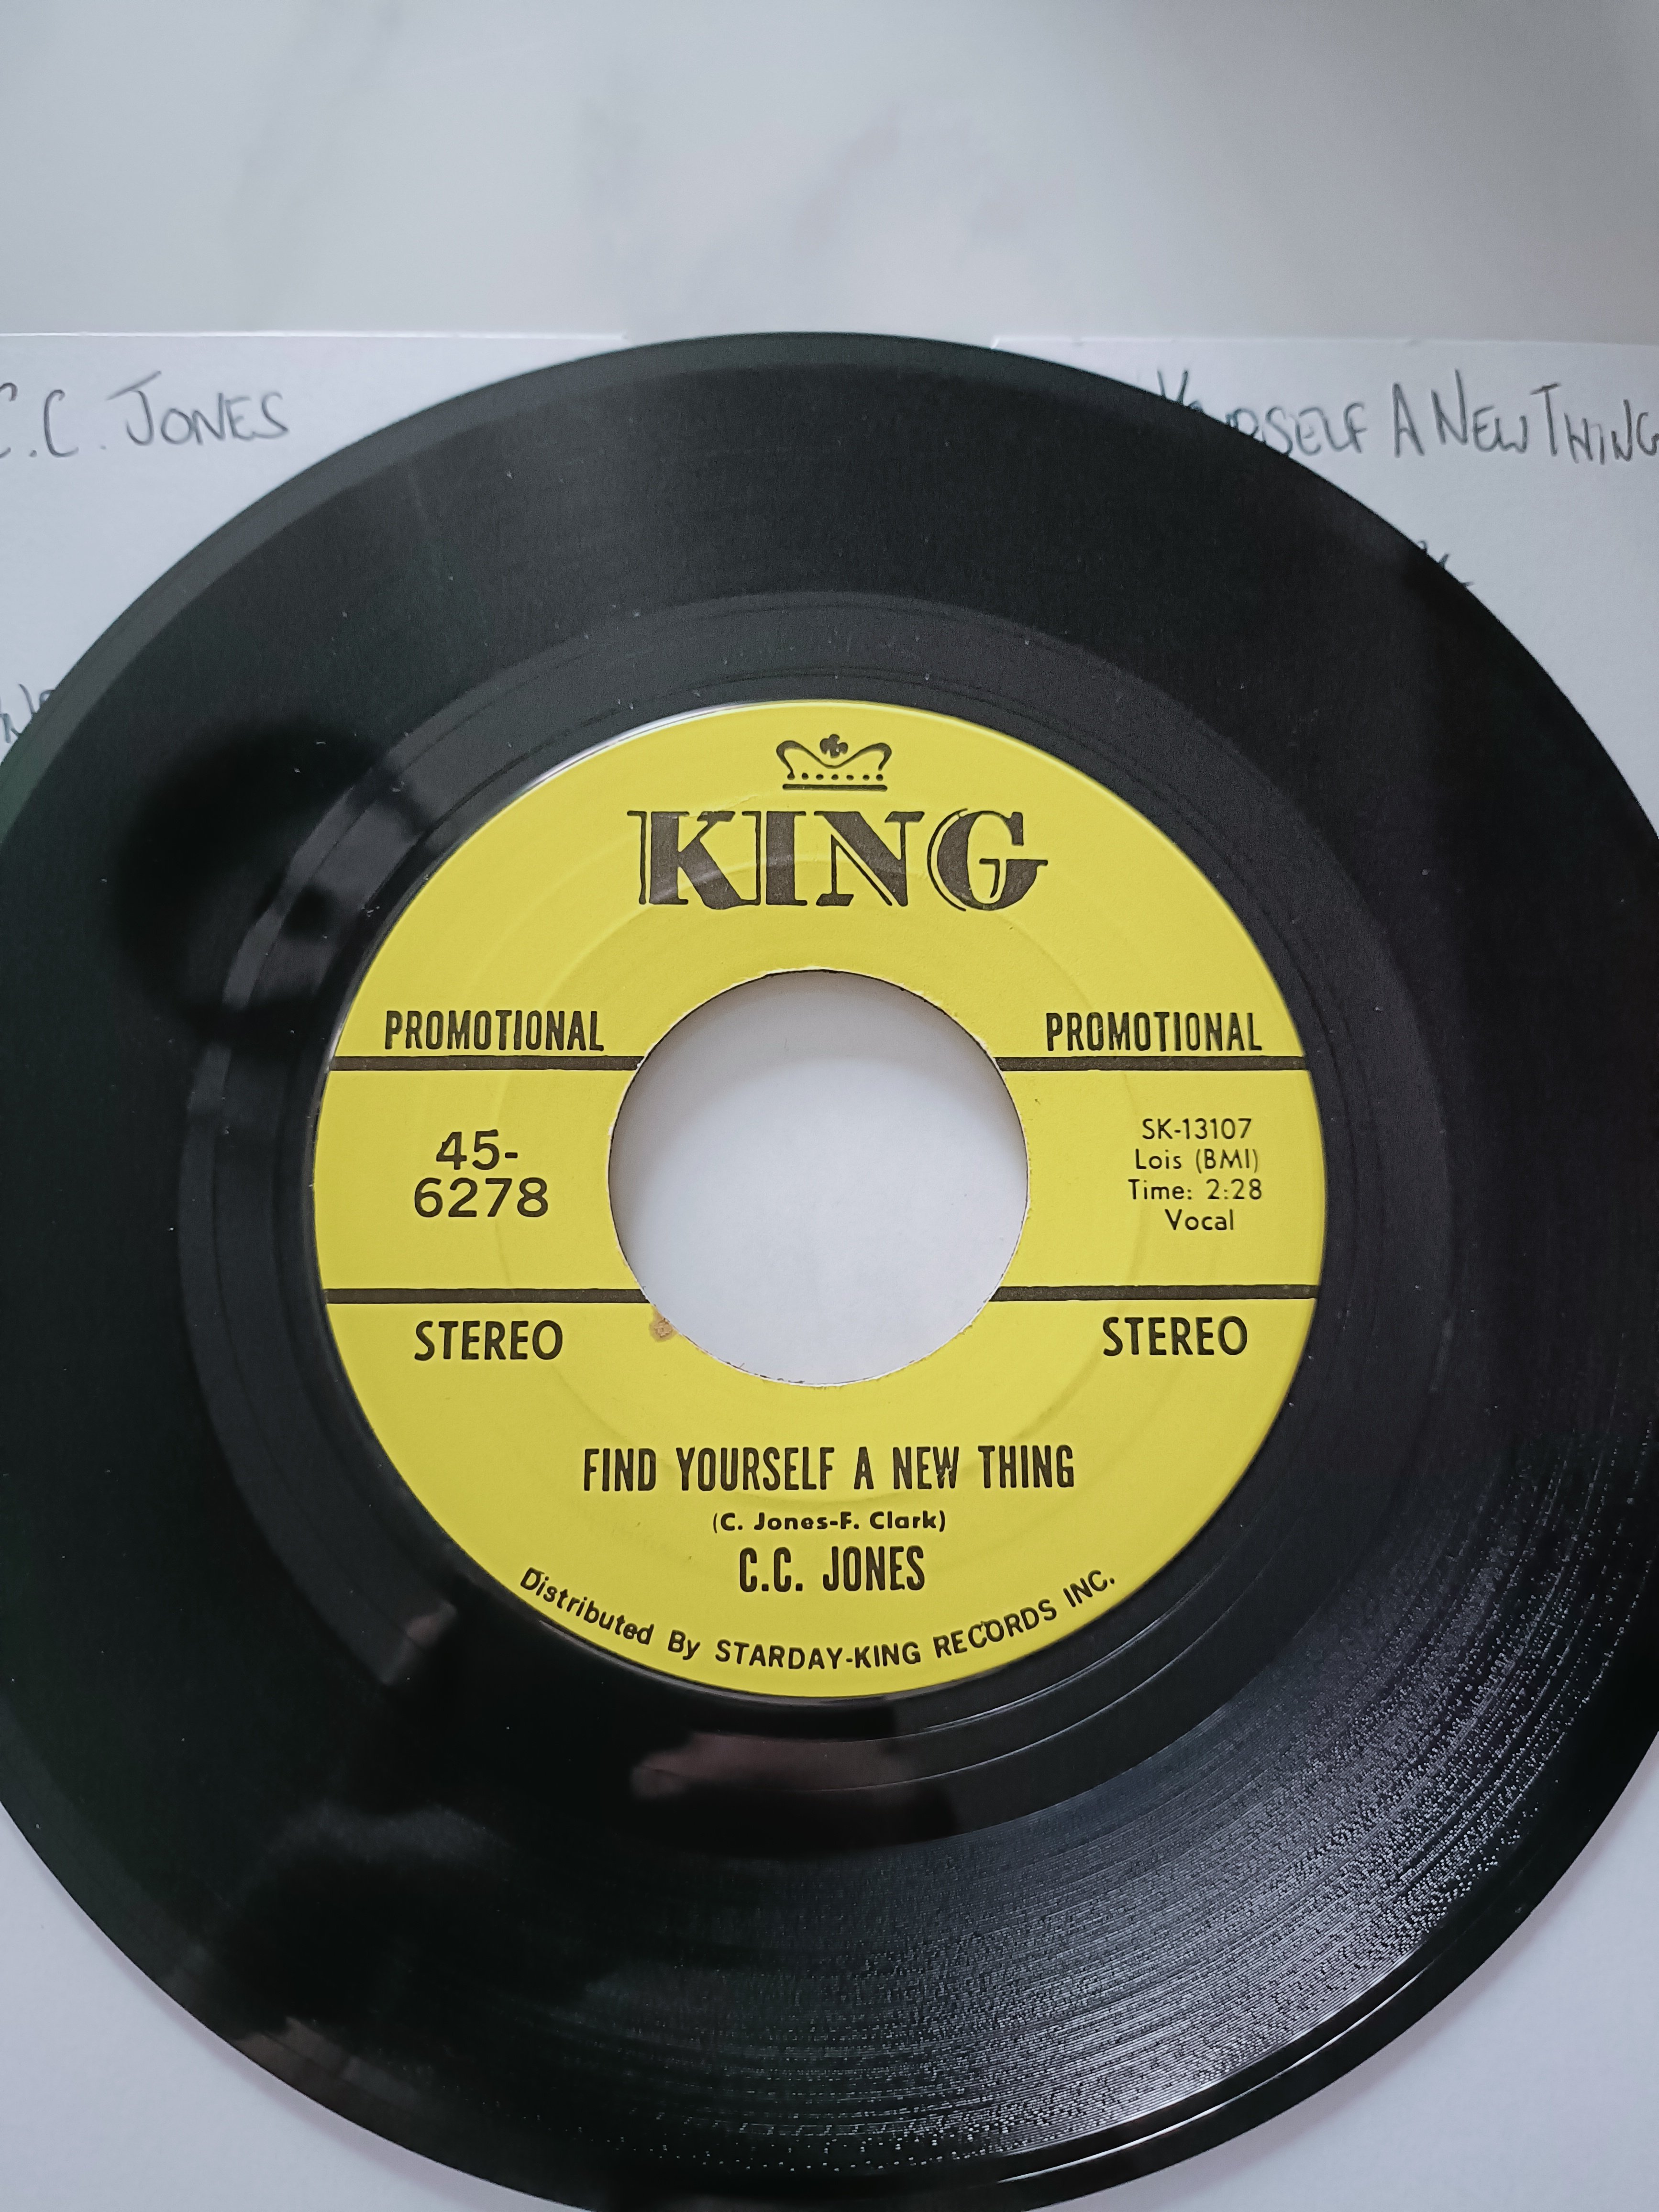 C.C. JONES
YOURSELF A NEW THING
KING
PROMOTIONAL
PROMOTIONAL
45-
6278
SK-13107
Lois (BMI)
Time: 2:28
Vocal
STEREO
STEREO
FIND YOURSELF A NEW THING
(C. Jones-F. Clark)
C.C. JONES
Distributed By STARDAY-KING RECORDS INC.